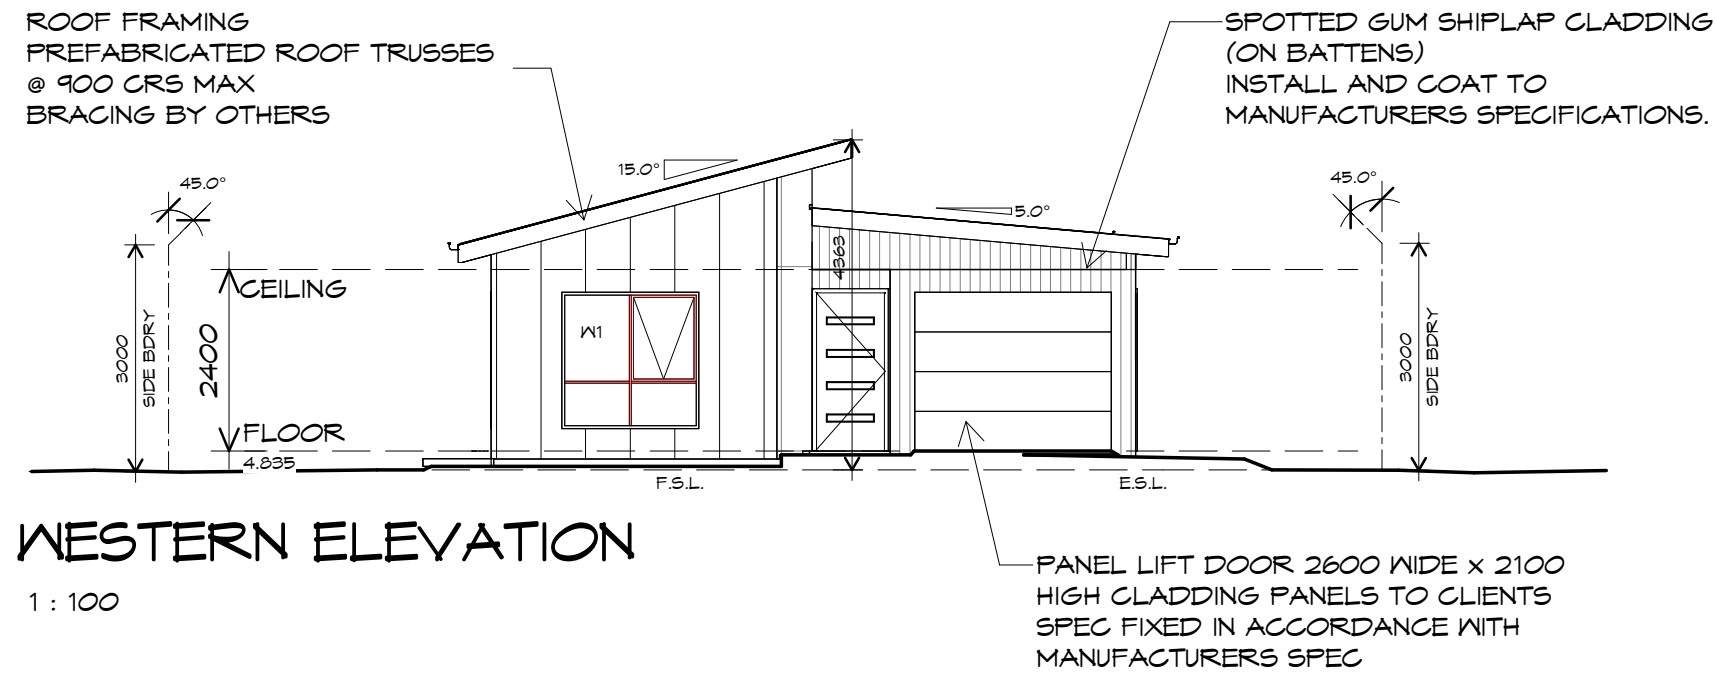 ROOF FRAMING
PREFABRICATED ROOF TRUSSES
@ 900 CRS MAX
BRACING BY OTHERS
SPOTTED GUM SHIPLAP CLADDING
(ON BATTENS)
INSTALL AND COAT TO
MANUFACTURERS SPECIFICATIONS.
15.0°
45.0°
45.0°
5.0°
4363
CEILING
2400
3000
SIDE BDRY
W1
3000
SIDE BDRY
FLOOR
4.835
F.S.L.
E.S.L.
WESTERN ELEVATION
1 : 100
PANEL LIFT DOOR 2600 WIDE x 2100
HIGH CLADDING PANELS TO CLIENTS
SPEC FIXED IN ACCORDANCE WITH
MANUFACTURERS SPEC